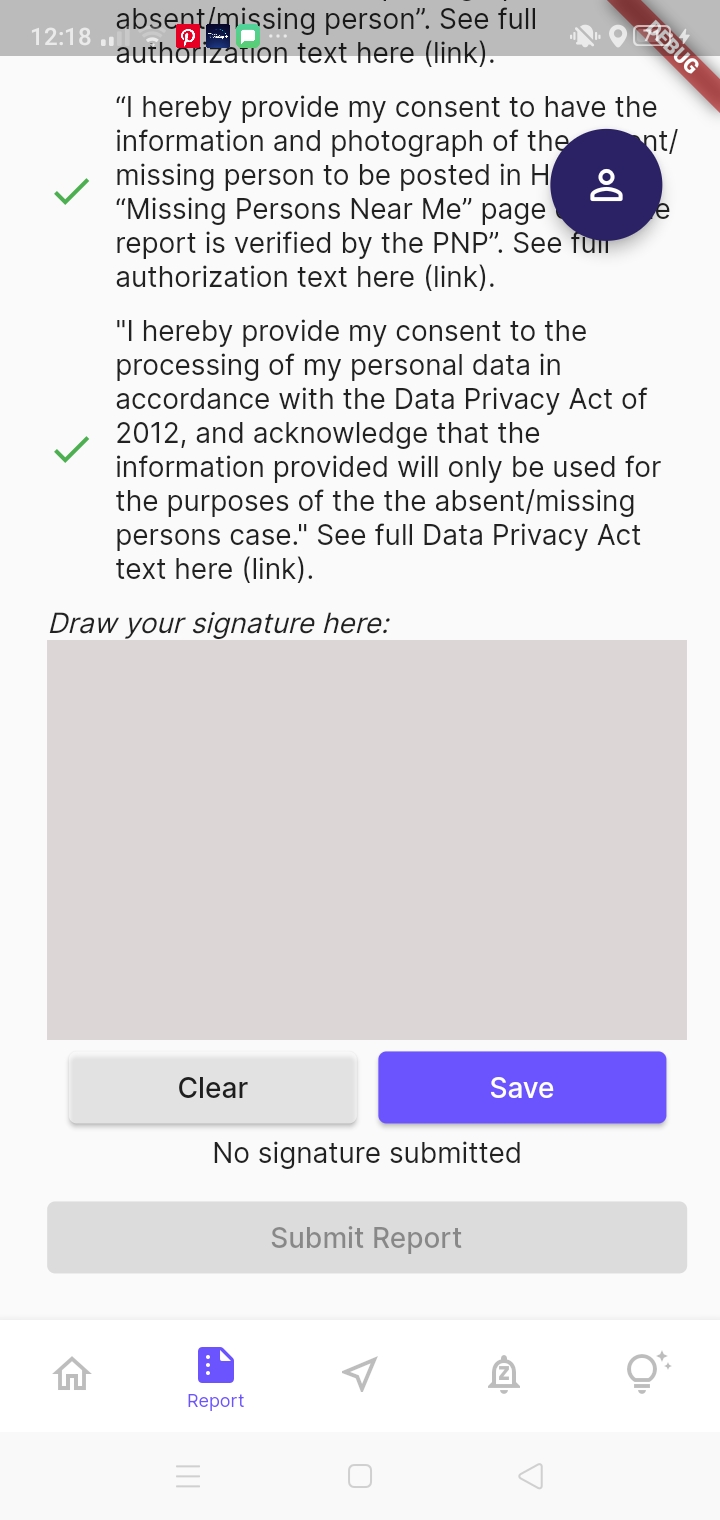 absent/missing person”. See full
12:18
71
DEBUG
authorization text here (link).
“I hereby provide my consent to have the
information and photograph of the nt/
missing person to be posted in H
“Missing Persons Near Me” page e
report is verified by the PNP”. See full
authorization text here (link).
"I hereby provide my consent to the
processing of my personal data in
accordance with the Data Privacy Act of
2012, and acknowledge that the
information provided will only be used for
the purposes of the the absent/missing
persons case." See full Data Privacy Act
text here (link).
Draw your signature here:
Clear
Save
No signature submitted
Submit Report
Report